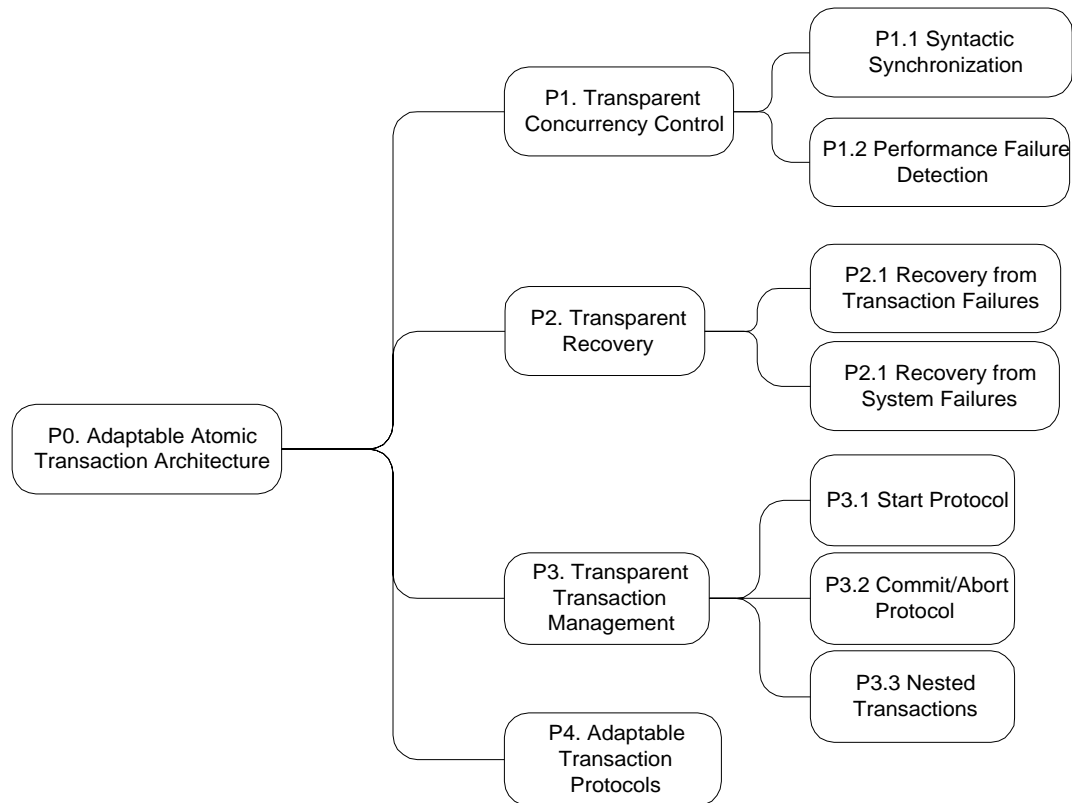 P0. Adaptable Atomic
Transaction Architecture
P1. Transparent
Concurrency Control
P1.1 Syntactic
Synchronization
P1.2 Performance Failure
Detection
P2. Transparent
Recovery
P2.1 Recovery from
Transaction Failures
P2.1 Recovery from
System Failures
P3. Transparent
Transaction
Management
P3.1 Start Protocol
P3.2 Commit/Abort
Protocol
P3.3 Nested
Transactions
P4. Adaptable
Transaction
Protocols